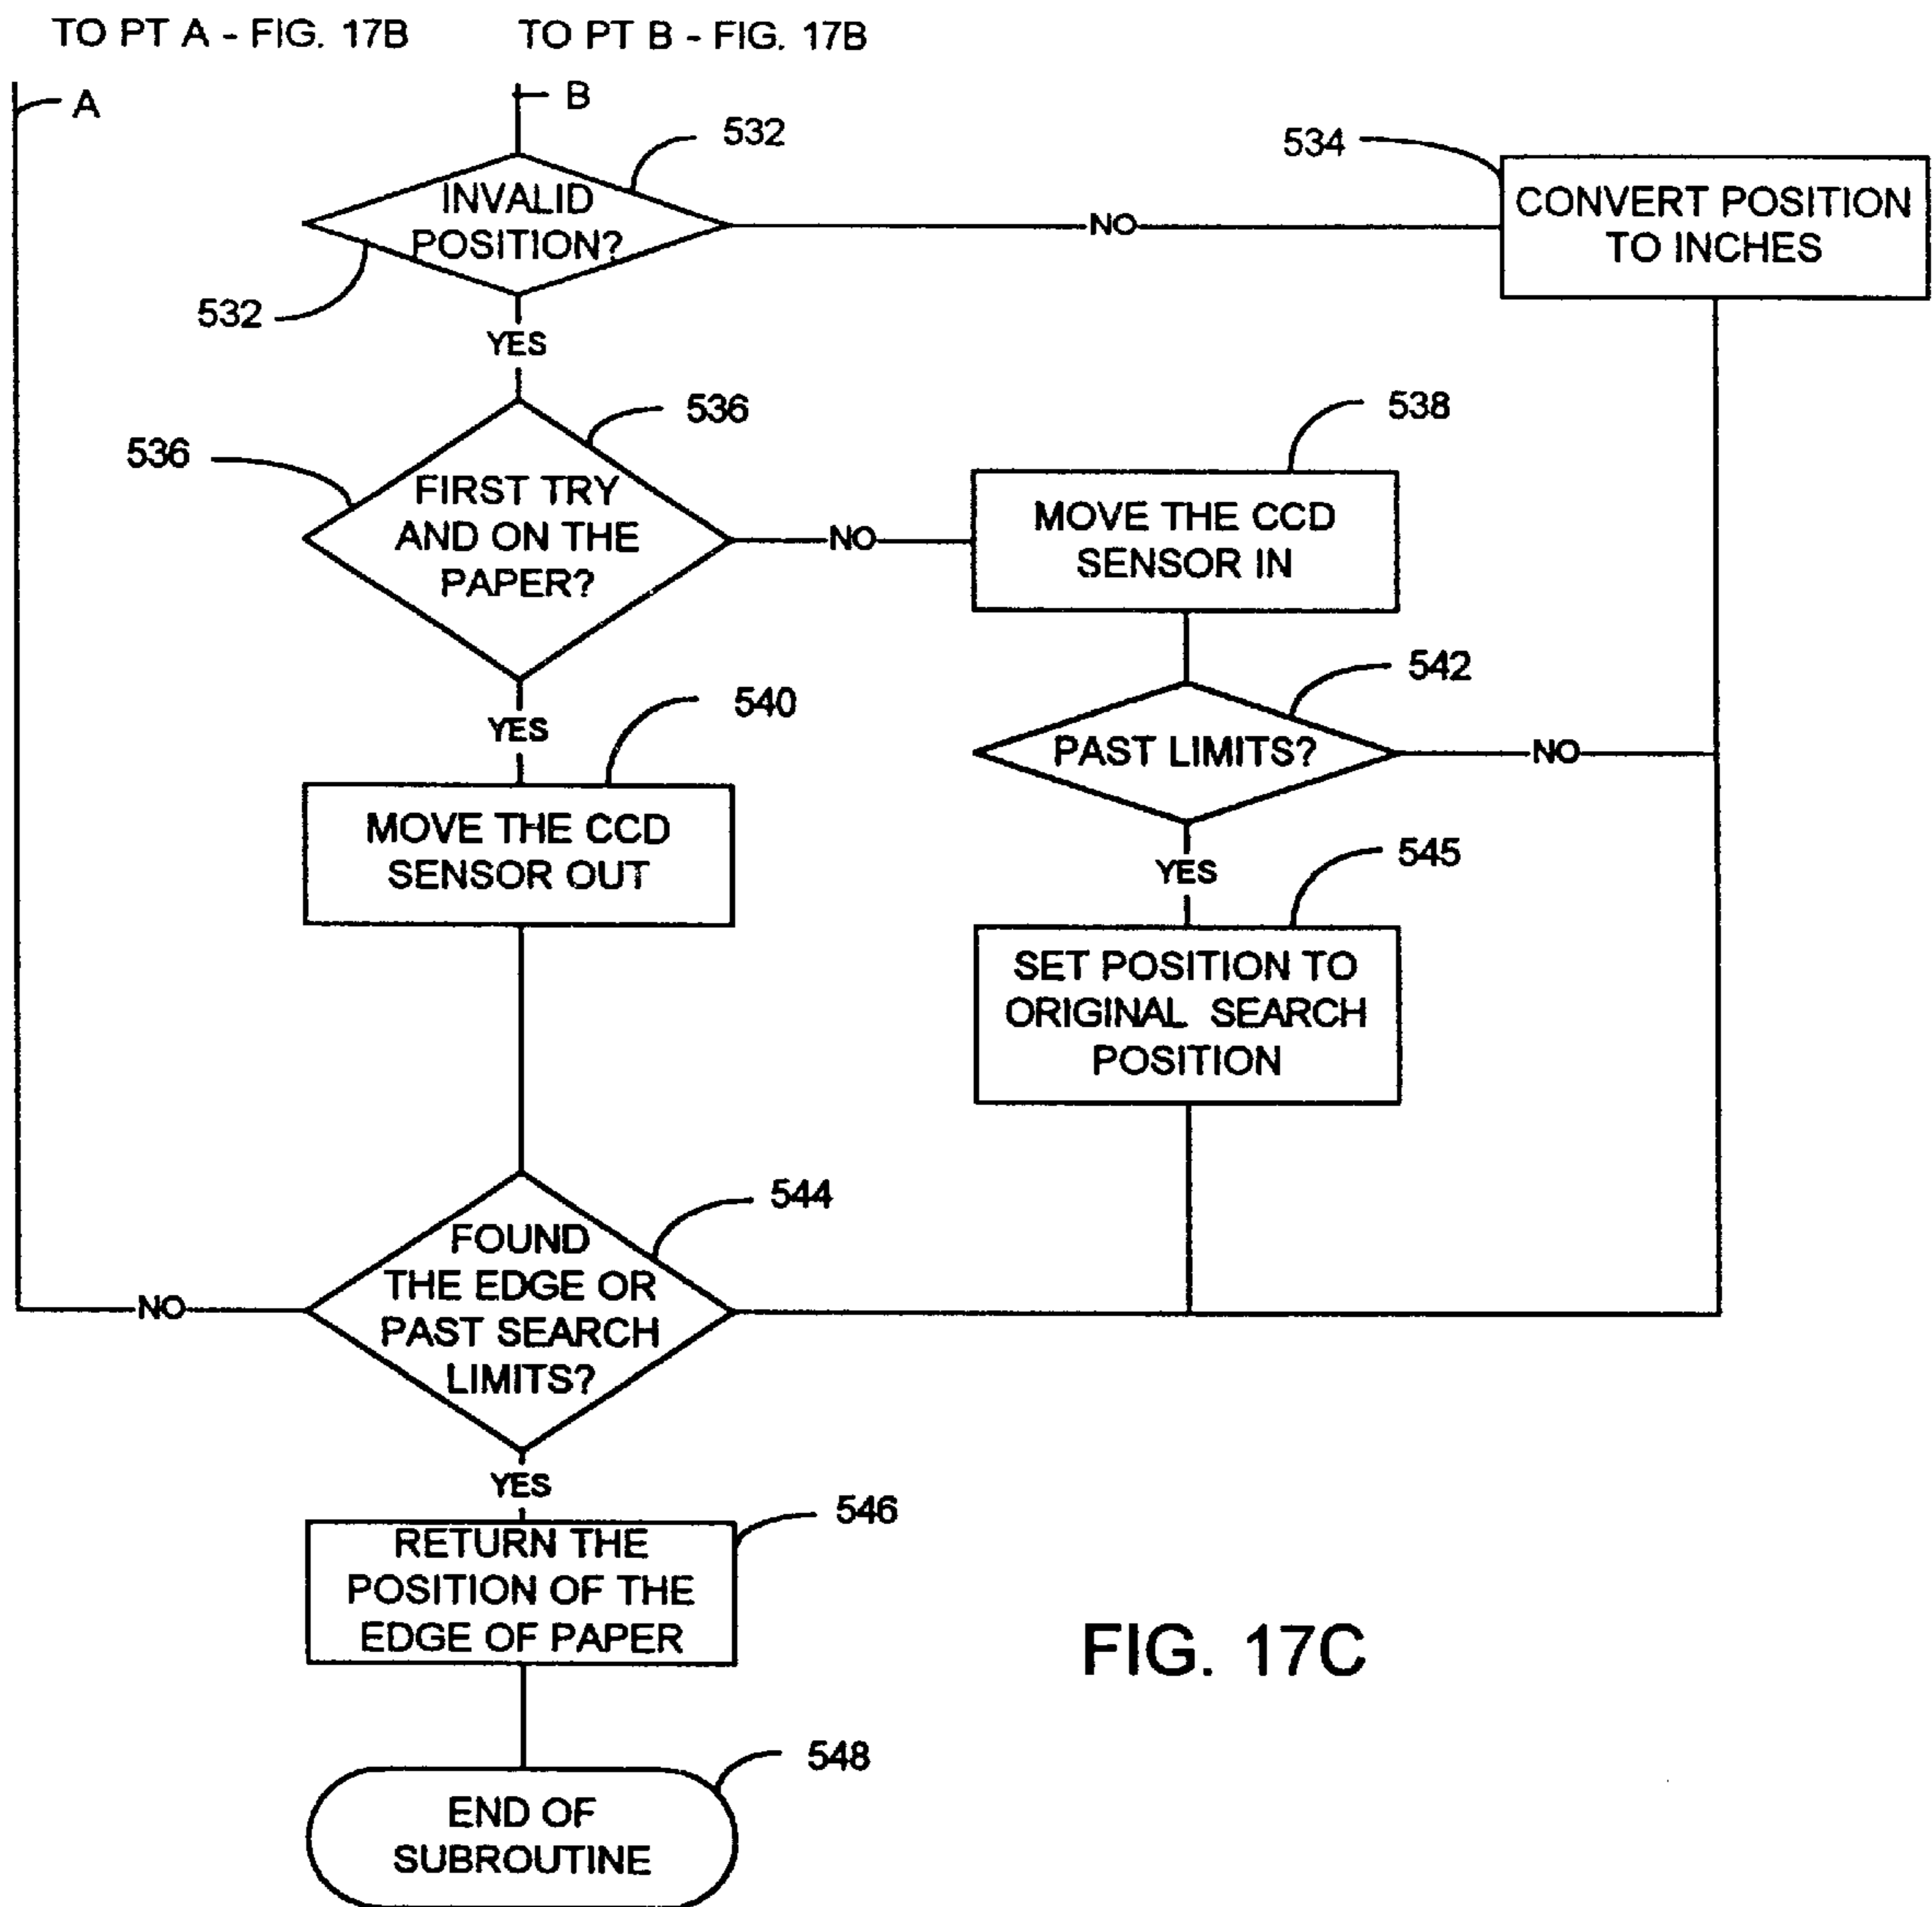 TO PT A - FIG. 17B
TO PT B - FIG. 17B
A
B
532
INVALID
POSITION?
532
NO
534
CONVERT POSITION
TO INCHES
YES
536
536
FIRST TRY
AND ON THE
PAPER?
NO
538
MOVE THE CCD
SENSOR IN
YES
540
MOVE THE CCD
SENSOR OUT
542
PAST LIMITS?
NO
YES
545
SET POSITION TO
ORIGINAL SEARCH
POSITION
544
FOUND
THE EDGE OR
PAST SEARCH
LIMITS?
NO
YES
546
RETURN THE
POSITION OF THE
EDGE OF PAPER
548
END OF
SUBROUTINE
FIG. 17C